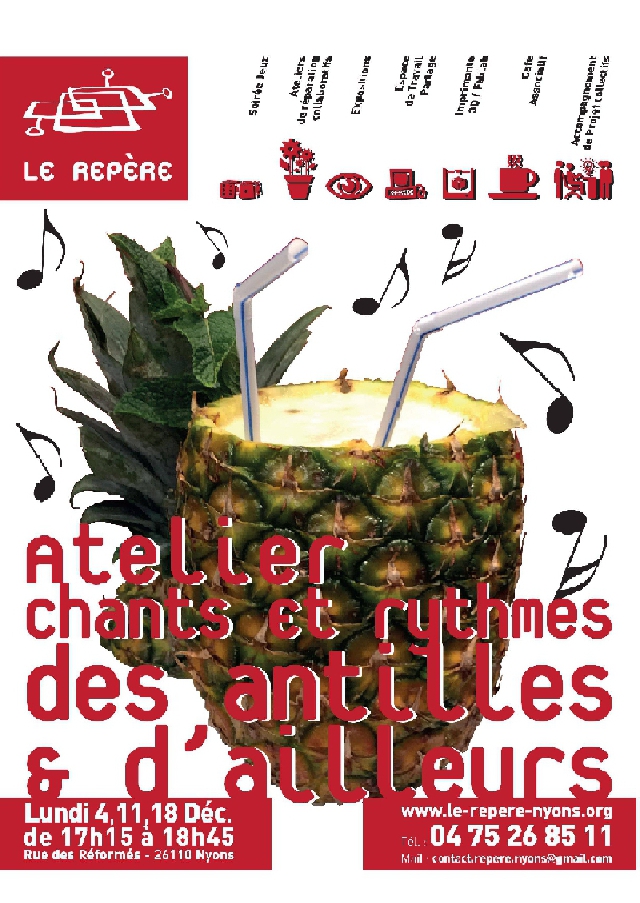 LE REPÈRE
Soirée Jeux
Ateliers
de réparation
collaboratifs
Expositions
Espace
de Travail
Partagé
Imprimante
3D / Fablab
Café
Associatif
Accompagnement
de Projet Collectifs
Atelier
chants et rythmes
des antilles
& d'ailleurs
Lundi 4,11,18 Déc.
de 17h15 à 18h45
Rue des Réformés - 26110 Nyons
www.le-repere-nyons.org
Tél. : 04 75 26 85 11
Mail : contact.repere.nyons@gmail.com